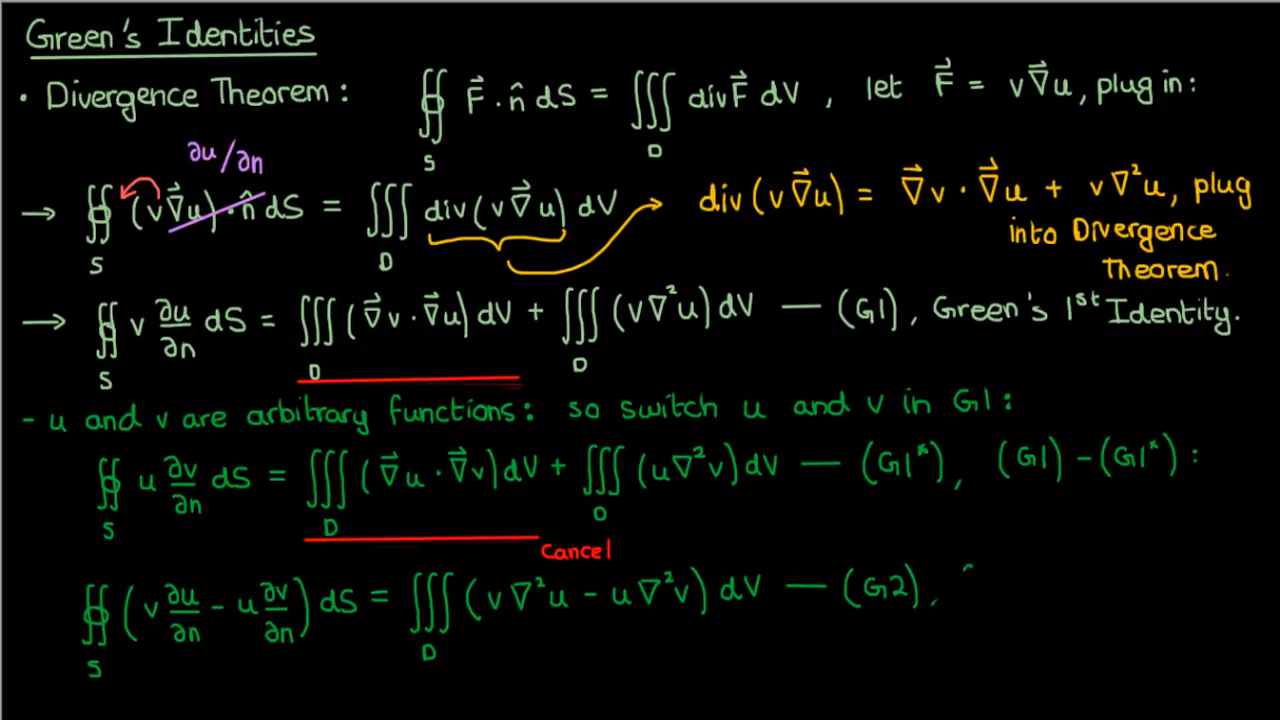 Green's Identities
• Divergence Theorem: ∯_S F⃗ · n̂ dS = ∭_D div F⃗ dV, let F⃗ = v∇⃗u, plug in:
∂u/∂n
→ ∯_S (v∇⃗u) · n̂ dS = ∭_D div(v∇⃗u) dV → div(v∇⃗u) = ∇⃗v · ∇⃗u + v∇²u, plug
into Divergence
Theorem.
→ ∯_S v ∂u/∂n dS = ∭_D (∇⃗v · ∇⃗u) dV + ∭_D (v∇²u) dV — (G1), Green's 1st Identity.
- u and v are arbitrary functions: so switch u and v in G1:
∯_S u ∂v/∂n dS = ∭_D (∇⃗u · ∇⃗v) dV + ∭_D (u∇²v) dV — (G1*), (G1) - (G1*):
Cancel
∯_S (v ∂u/∂n - u ∂v/∂n) dS = ∭_D (v∇²u - u∇²v) dV — (G2),